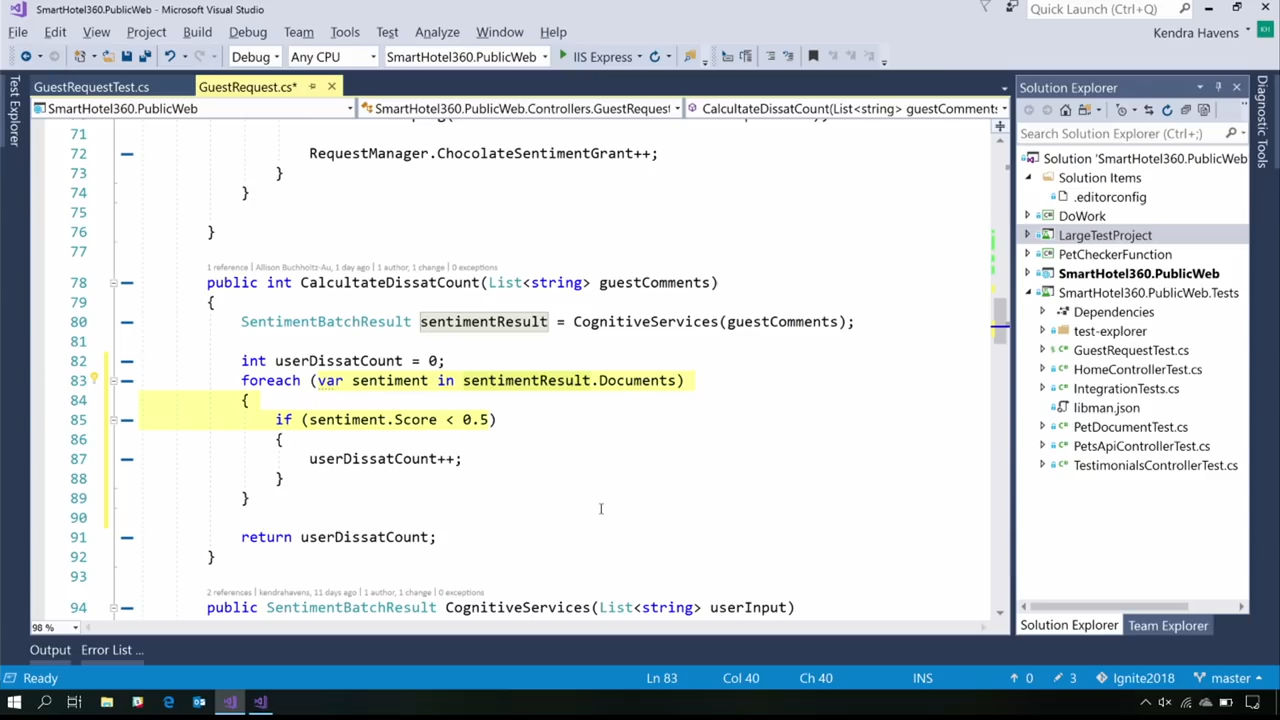 SmartHotel360.PublicWeb - Microsoft Visual Studio
Quick Launch (Ctrl+Q)
File Edit View Project Build Debug Team Tools Test Analyze Window Help
Kendra Havens KH
Debug Any CPU SmartHotel360.PublicWeb IIS Express
Test Explorer
GuestRequestTest.cs GuestRequest.cs*
SmartHotel360.PublicWeb SmartHotel360.PublicWeb.Controllers.GuestRequest CalcultateDissatCount(List<string> guestComments
71
72 RequestManager.ChocolateSentimentGrant++;
73 }
74 }
75
76 }
77
1 reference | Allison Buchholtz-Au, 1 day ago | 1 author, 1 change | 0 exceptions
78 public int CalcultateDissatCount(List<string> guestComments)
79 {
80 SentimentBatchResult sentimentResult = CognitiveServices(guestComments);
81
82 int userDissatCount = 0;
83 foreach (var sentiment in sentimentResult.Documents)
84 {
85 if (sentiment.Score < 0.5)
86 {
87 userDissatCount++;
88 }
89 }
90
91 return userDissatCount;
92 }
93
2 references | kendrahavens, 11 days ago | 1 author, 1 change | 0 exceptions
94 public SentimentBatchResult CognitiveServices(List<string> userInput)
98 %
Solution Explorer
Search Solution Explorer (Ctrl+;)
Solution 'SmartHotel360.PublicWeb
Solution Items
.editorconfig
DoWork
LargeTestProject
PetCheckerFunction
SmartHotel360.PublicWeb
SmartHotel360.PublicWeb.Tests
Dependencies
test-explorer
GuestRequestTest.cs
HomeControllerTest.cs
IntegrationTests.cs
libman.json
PetDocumentTest.cs
PetsApiControllerTest.cs
TestimonialsControllerTest.cs
Solution Explorer Team Explorer
Diagnostic Tools
Output Error List ...
Ready Ln 83 Col 40 Ch 40 INS 0 3 Ignite2018 master